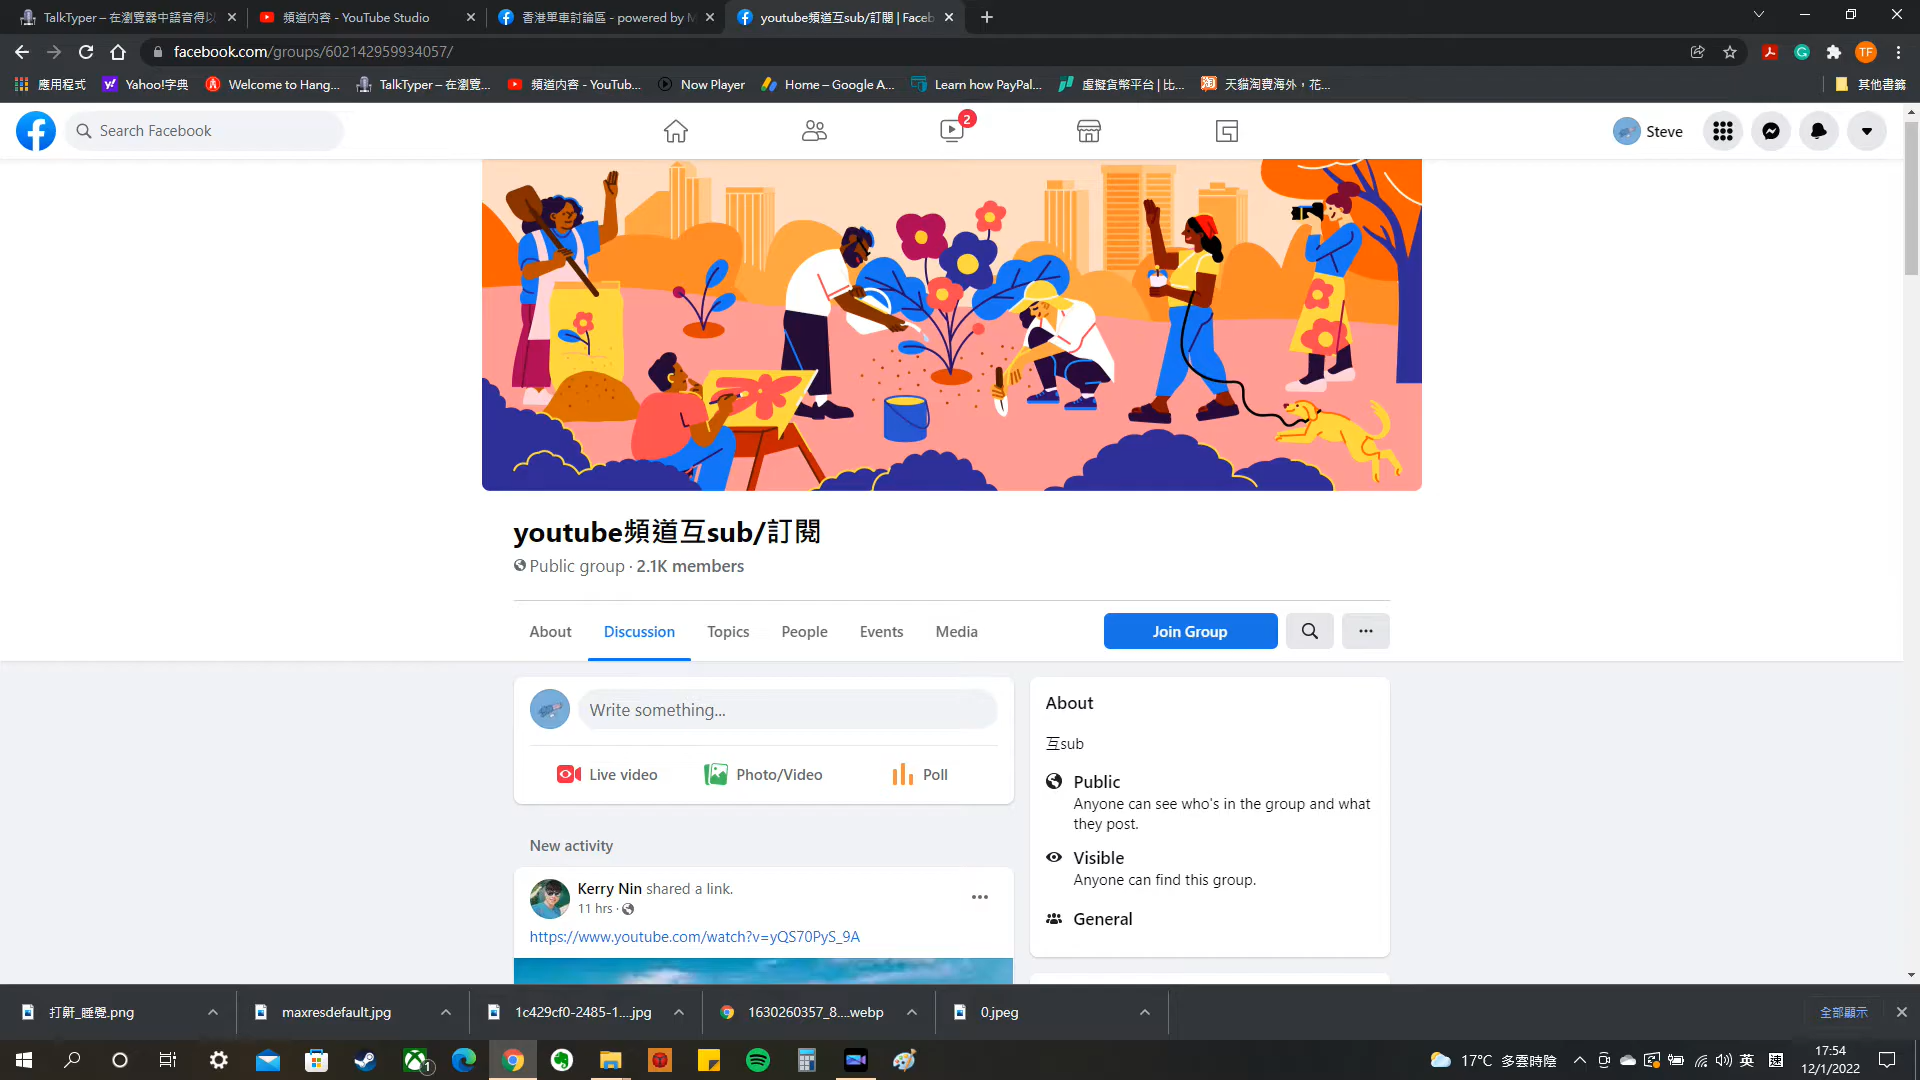 TalkTyper – 在瀏覽器中語音得以
頻道內容 - YouTube Studio
香港單車討論區 - powered by M
youtube頻道互sub/訂閱 | Faceb
facebook.com/groups/602142959934057/
應用程式
Yahoo!字典
Welcome to Hang...
TalkTyper – 在瀏覽...
頻道內容 - YouTub...
Now Player
Home – Google A...
Learn how PayPal...
虛擬貨幣平台 | 比...
天貓淘寶海外，花...
其他書籤
TF
Search Facebook
2
Steve
youtube頻道互sub/訂閱
Public group · 2.1K members
About
Discussion
Topics
People
Events
Media
Join Group
Write something...
Live video
Photo/Video
Poll
New activity
Kerry Nin shared a link.
11 hrs ·
https://www.youtube.com/watch?v=yQS70PyS_9A
About
互sub
Public
Anyone can see who's in the group and what
they post.
Visible
Anyone can find this group.
General
打鼾_睡覺.png
maxresdefault.jpg
1c429cf0-2485-1....jpg
1630260357_8....webp
0.jpeg
全部顯示
1
17°C 多雲時陰
英
速
17:54
12/1/2022